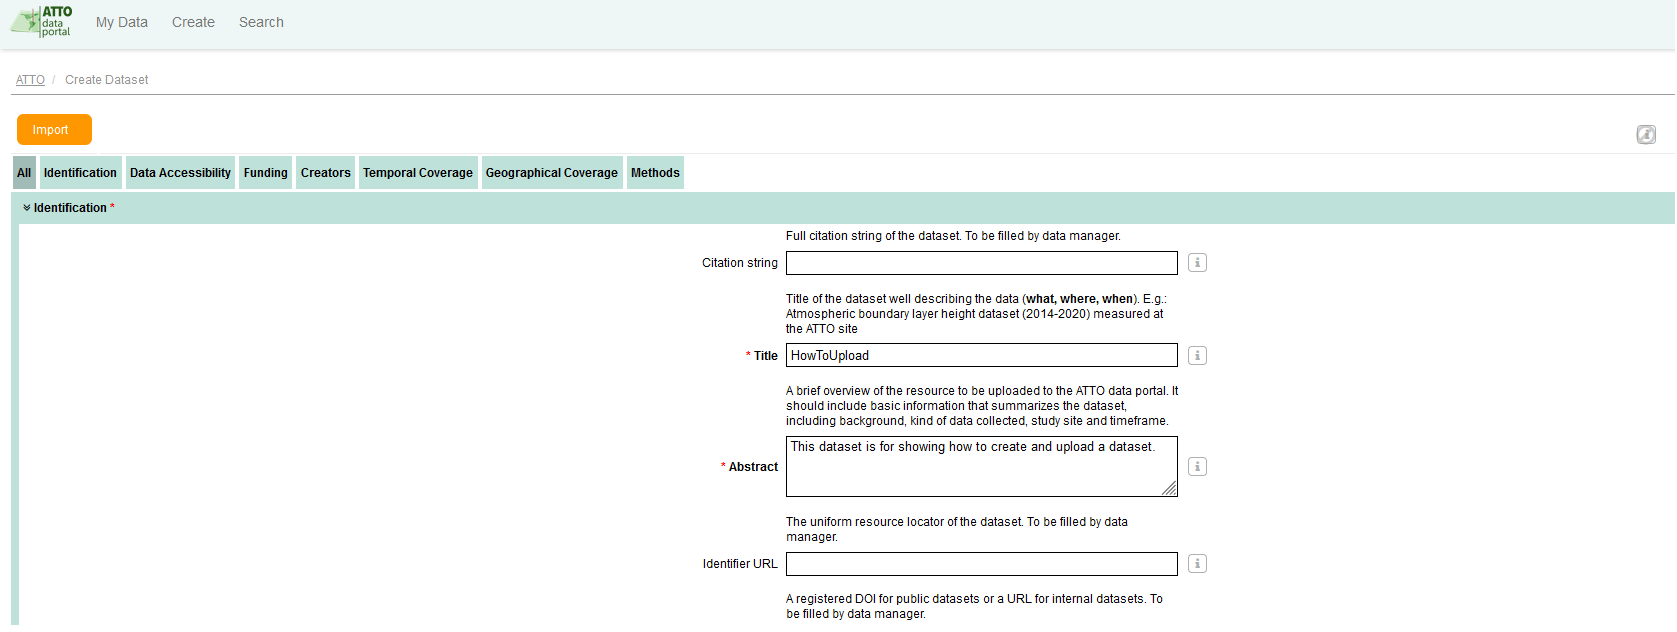 ATTO
data
portal
My Data
Create
Search
ATTO / Create Dataset
Import
All
Identification
Data Accessibility
Funding
Creators
Temporal Coverage
Geographical Coverage
Methods
Identification *
Full citation string of the dataset. To be filled by data manager.
Citation string
Title of the dataset well describing the data (what, where, when). E.g.:
Atmospheric boundary layer height dataset (2014-2020) measured at
the ATTO site
* Title HowToUpload
A brief overview of the resource to be uploaded to the ATTO data portal. It
should include basic information that summarizes the dataset,
including background, kind of data collected, study site and timeframe.
This dataset is for showing how to create and upload a dataset.
* Abstract
The uniform resource locator of the dataset. To be filled by data
manager.
Identifier URL
A registered DOI for public datasets or a URL for internal datasets. To
be filled by data manager.